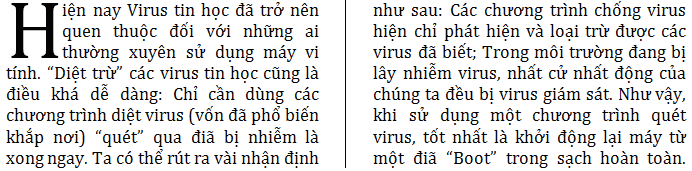 Hiện nay Virus tin học đã trở nên
quen thuộc đối với những ai
thường xuyên sử dụng máy vi
tính. “Diệt trừ” các virus tin học cũng là
điều khá dễ dàng: Chỉ cần dùng các
chương trình diệt virus (vốn đã phổ biến
khắp nơi) “quét” qua điã bị nhiễm là
xong ngay. Ta có thể rút ra vài nhận định
như sau: Các chương trình chống virus
hiện chỉ phát hiện và loại trừ được các
virus đã biết; Trong môi trường đang bị
lây nhiễm virus, nhất cử nhất động của
chúng ta đều bị virus giám sát. Như vậy,
khi sử dụng một chương trình quét
virus, tốt nhất là khởi động lại máy từ
một điã “Boot” trong sạch hoàn toàn.